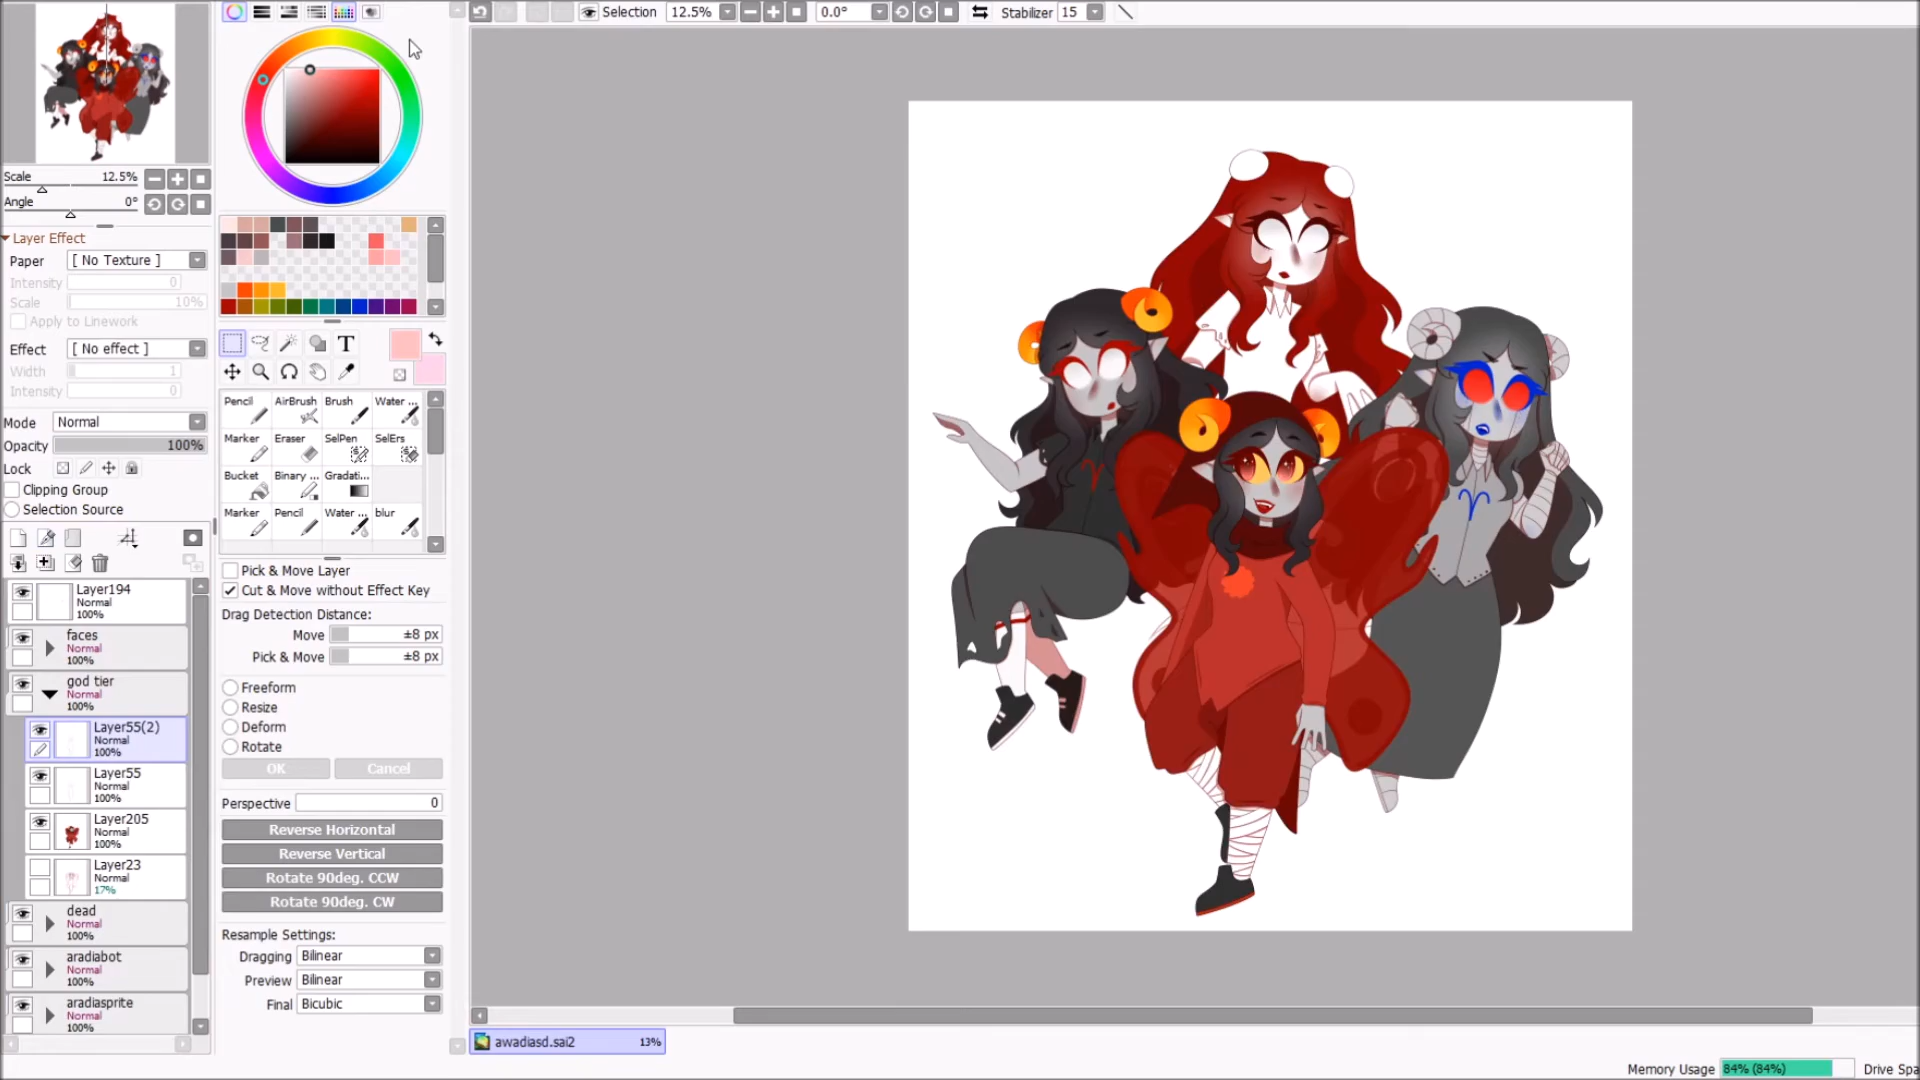 Selection 12.5% 0.0° Stabilizer 15
Scale 12.5%
Angle 0°
Layer Effect
Paper [ No Texture ]
Intensity 0
Scale 10%
Apply to Linework
Effect [ No effect ]
Width 1
Intensity 1
Mode Normal
Opacity 100%
Lock
Clipping Group
Selection Source
Layer194
Normal
100%
faces
Normal
100%
god tier
Normal
100%
Layer55(2)
Normal
100%
Layer55
Normal
100%
Layer205
Normal
100%
Layer23
Normal
17%
dead
Normal
100%
aradiabot
Normal
100%
aradiasprite
Normal
100%
T
Pencil AirBrush Brush Water ...
Marker Eraser SelPen SelErs
Bucket Binary ... Gradati...
Marker Pencil Water ... blur
Pick & Move Layer
Cut & Move without Effect Key
Drag Detection Distance:
Move ±8 px
Pick & Move ±8 px
Freeform
Resize
Deform
Rotate
OK Cancel
Perspective 0
Reverse Horizontal
Reverse Vertical
Rotate 90deg. CCW
Rotate 90deg. CW
Resample Settings:
Dragging Bilinear
Preview Bilinear
Final Bicubic
awadiasd.sai2 13%
Memory Usage 84% (84%) Drive Spa